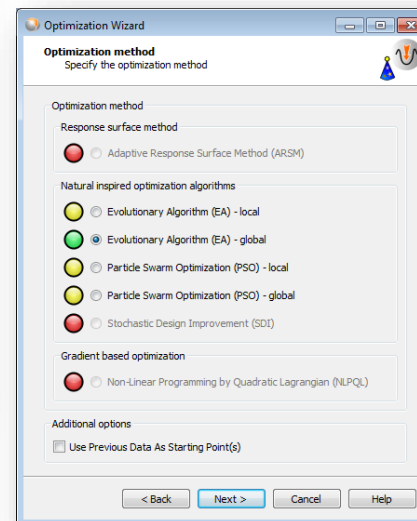 Optimization Wizard
Optimization method
Specify the optimization method
Optimization method
Response surface method
Adaptive Response Surface Method (ARSM)
Natural inspired optimization algorithms
Evolutionary Algorithm (EA) - local
Evolutionary Algorithm (EA) - global
Particle Swarm Optimization (PSO) - local
Particle Swarm Optimization (PSO) - global
Stochastic Design Improvement (SDI)
Gradient based optimization
Non-Linear Programming by Quadratic Lagrangian (NLPQL)
Additional options
Use Previous Data As Starting Point(s)
< Back Next > Cancel Help